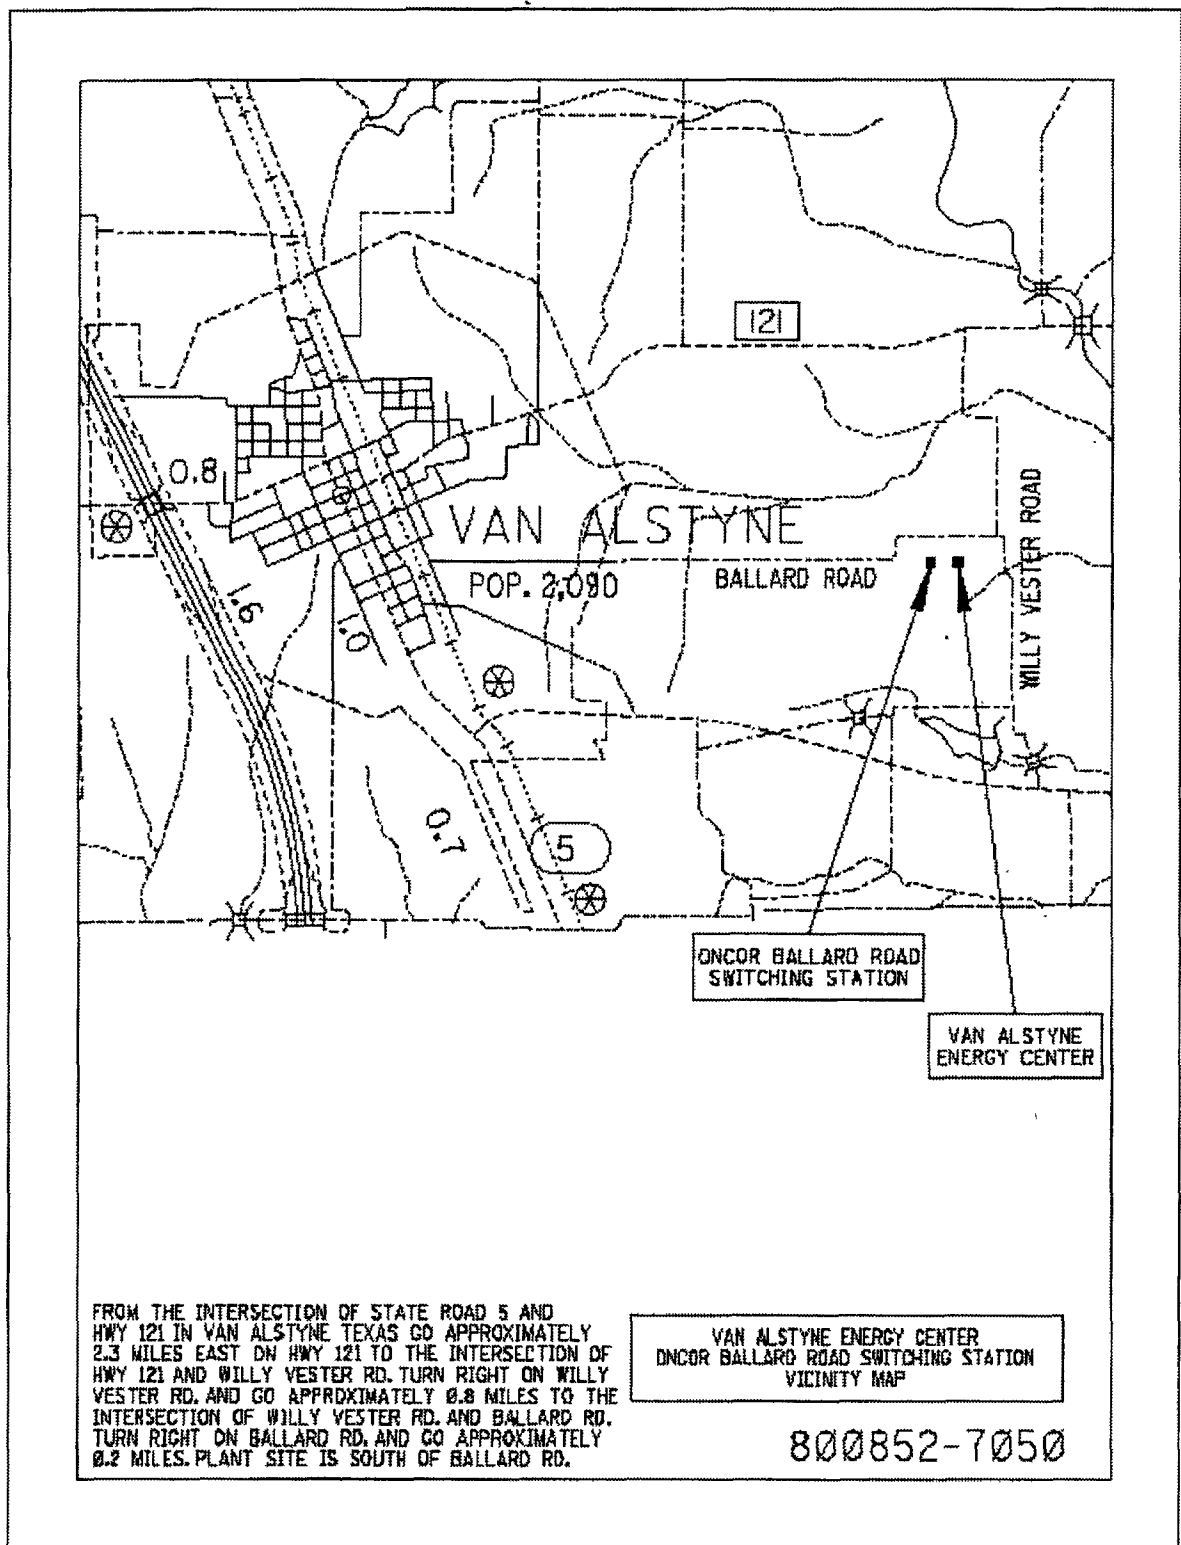 121
0.8
VAN ALSTYNE
POP. 2,090
BALLARD ROAD
WILLY VESTER ROAD
1.6
1.0
0.7
5
ONCOR BALLARD ROAD
SWITCHING STATION
VAN ALSTYNE
ENERGY CENTER
FROM THE INTERSECTION OF STATE ROAD 5 AND
HWY 121 IN VAN ALSTYNE TEXAS GO APPROXIMATELY
2.3 MILES EAST ON HWY 121 TO THE INTERSECTION OF
HWY 121 AND WILLY VESTER RD. TURN RIGHT ON WILLY
VESTER RD. AND GO APPROXIMATELY 0.8 MILES TO THE
INTERSECTION OF WILLY VESTER RD. AND BALLARD RD.
TURN RIGHT ON BALLARD RD. AND GO APPROXIMATELY
0.2 MILES. PLANT SITE IS SOUTH OF BALLARD RD.
VAN ALSTYNE ENERGY CENTER
ONCOR BALLARD ROAD SWITCHING STATION
VICINITY MAP
800852-7050